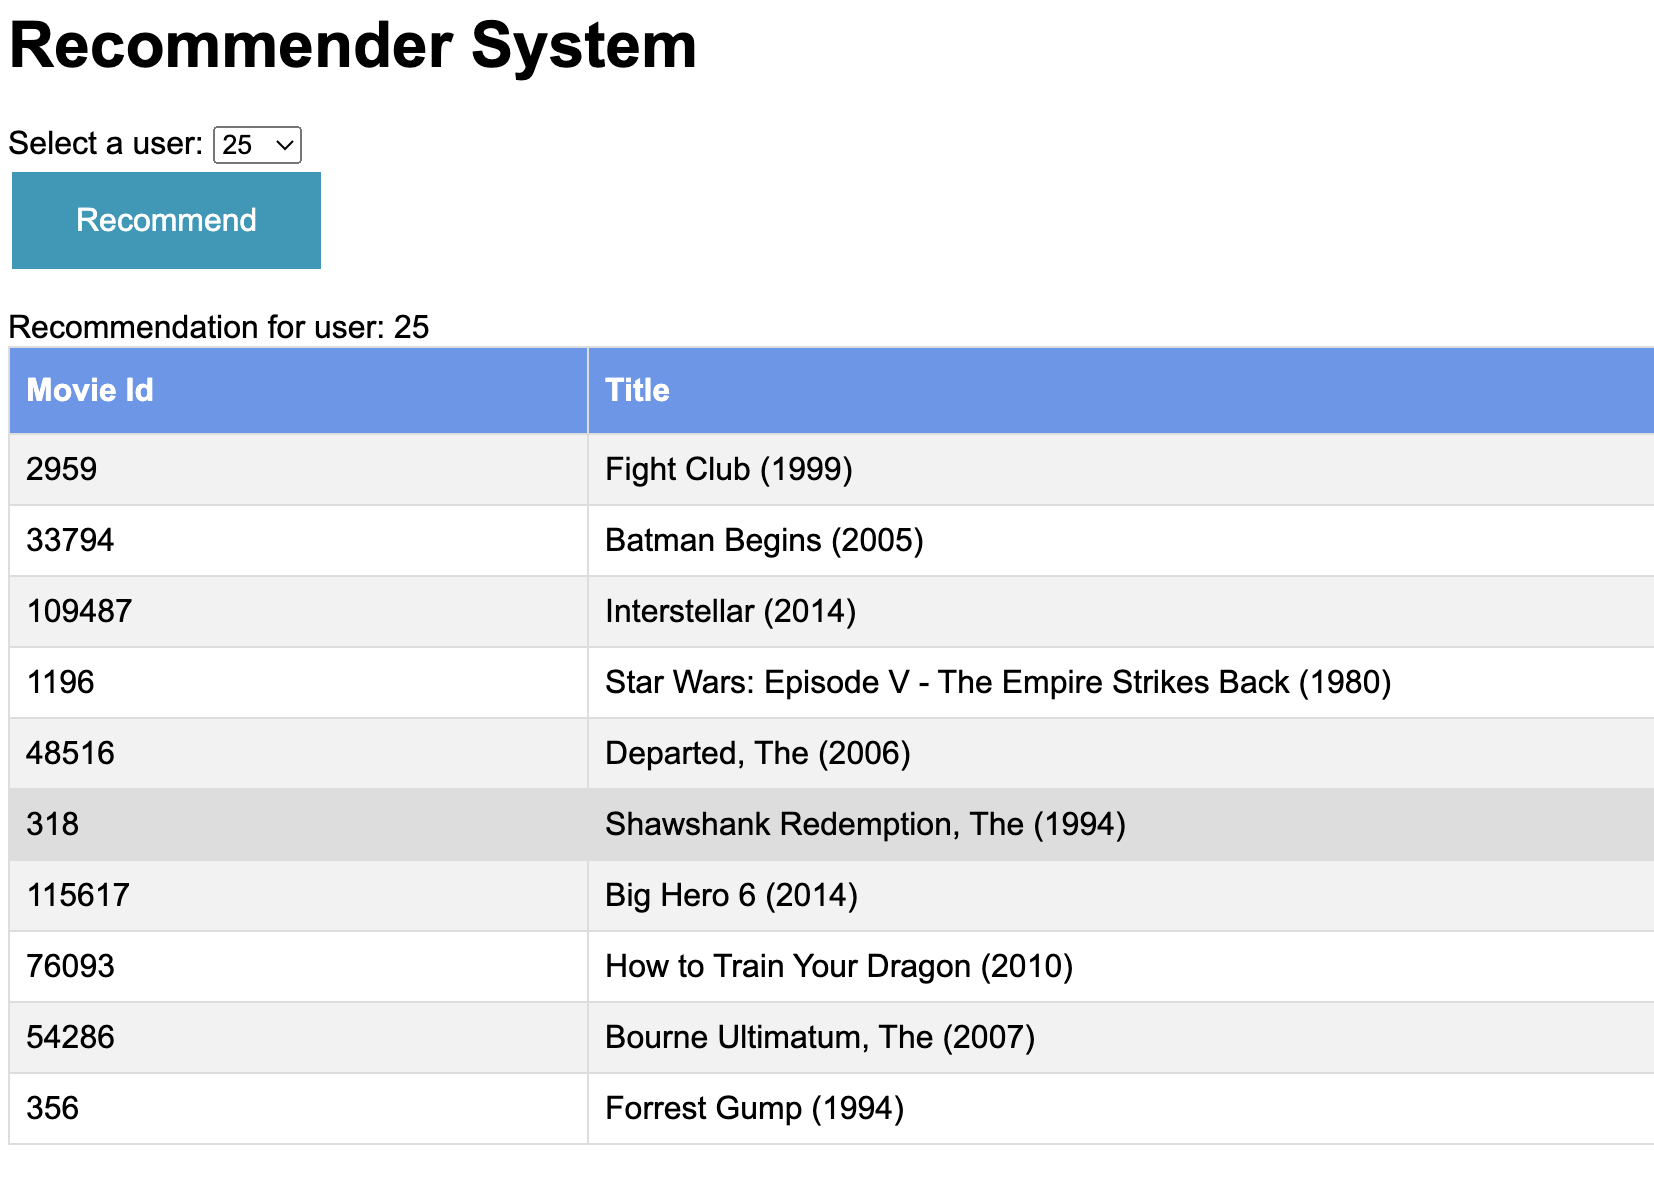 Recommender System
Select a user: 25
Recommend
Recommendation for user: 25
Movie Id Title
2959 Fight Club (1999)
33794 Batman Begins (2005)
109487 Interstellar (2014)
1196 Star Wars: Episode V - The Empire Strikes Back (1980)
48516 Departed, The (2006)
318 Shawshank Redemption, The (1994)
115617 Big Hero 6 (2014)
76093 How to Train Your Dragon (2010)
54286 Bourne Ultimatum, The (2007)
356 Forrest Gump (1994)